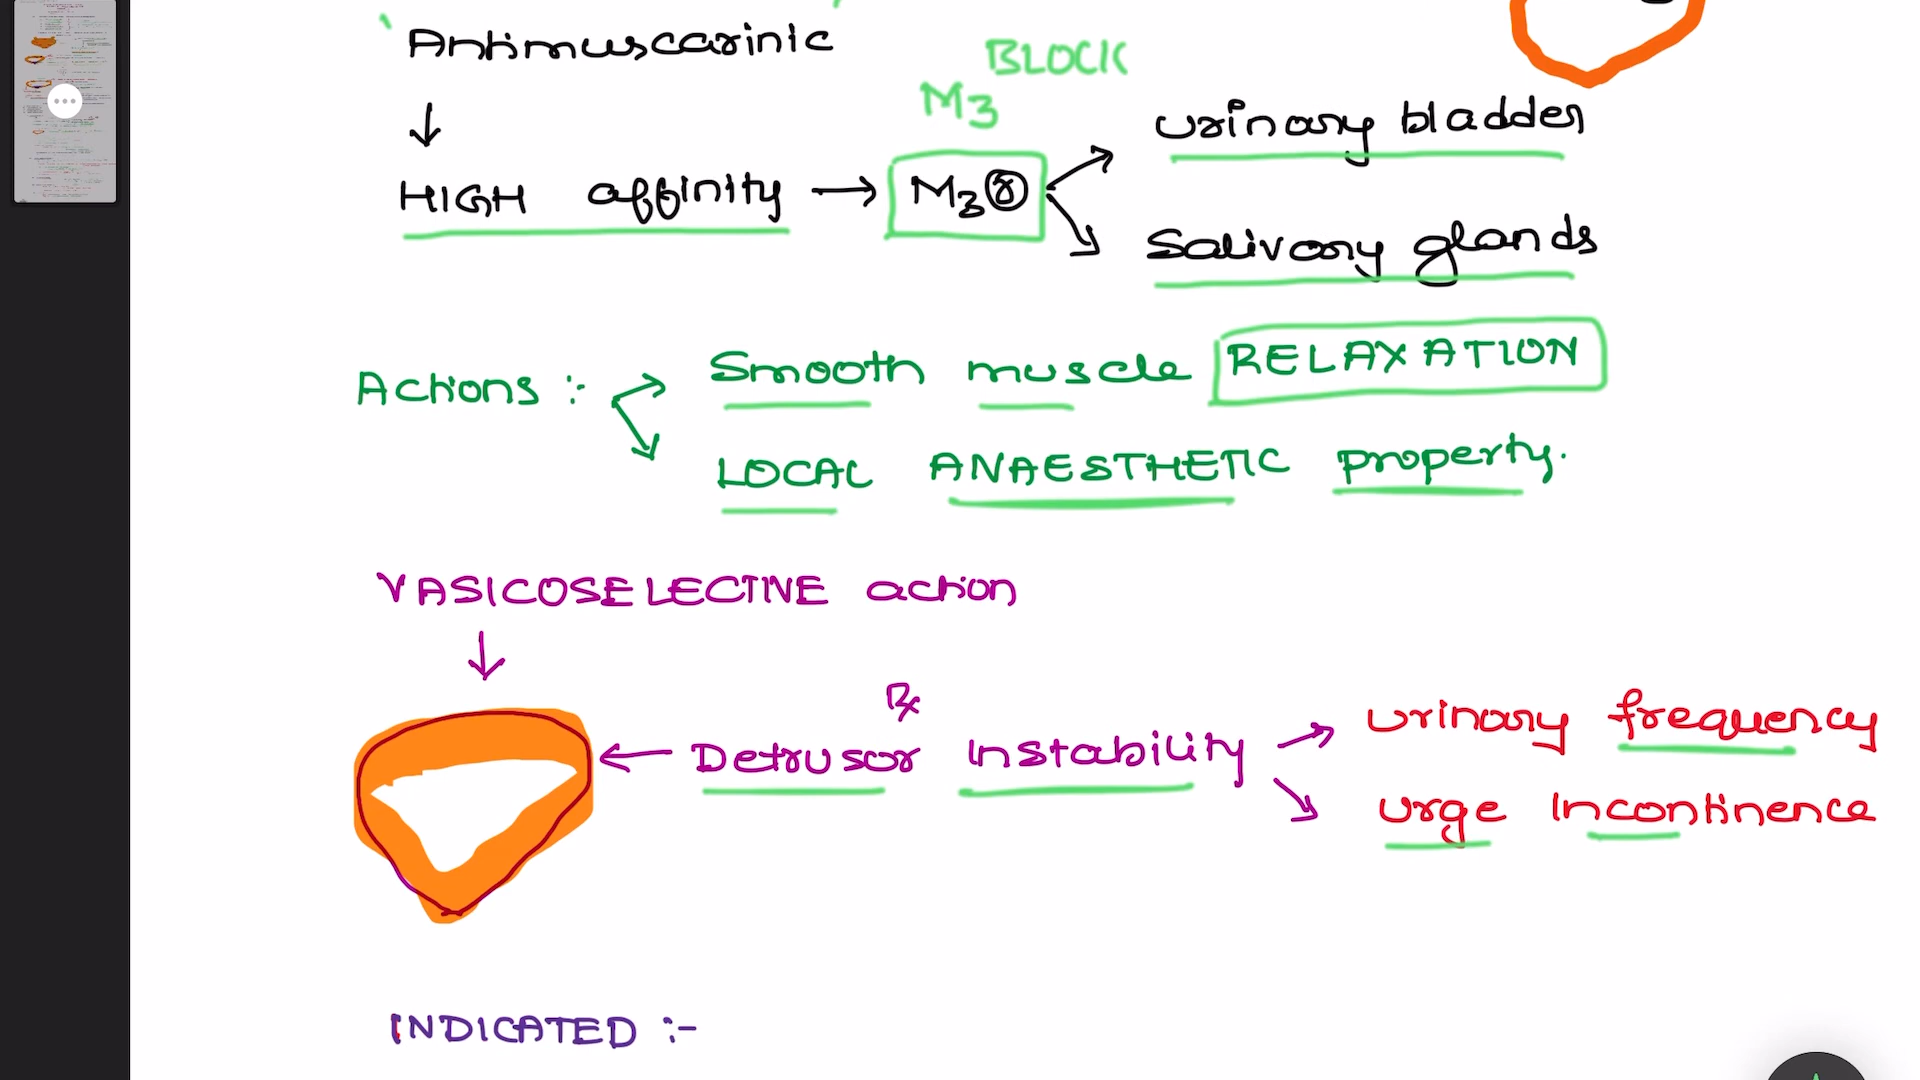 Antimuscarinic
BLOCK
M3
↓
urinary bladder
HIGH affinity → M3 ⓡ
Salivary glands
Actions :- Smooth muscle RELAXATION
LOCAL ANAESTHETIC property.
VASICOSELECTIVE action
↓
Rx
urinary frequency
← Detrusor Instability →
urge Incontinence
INDICATED :-